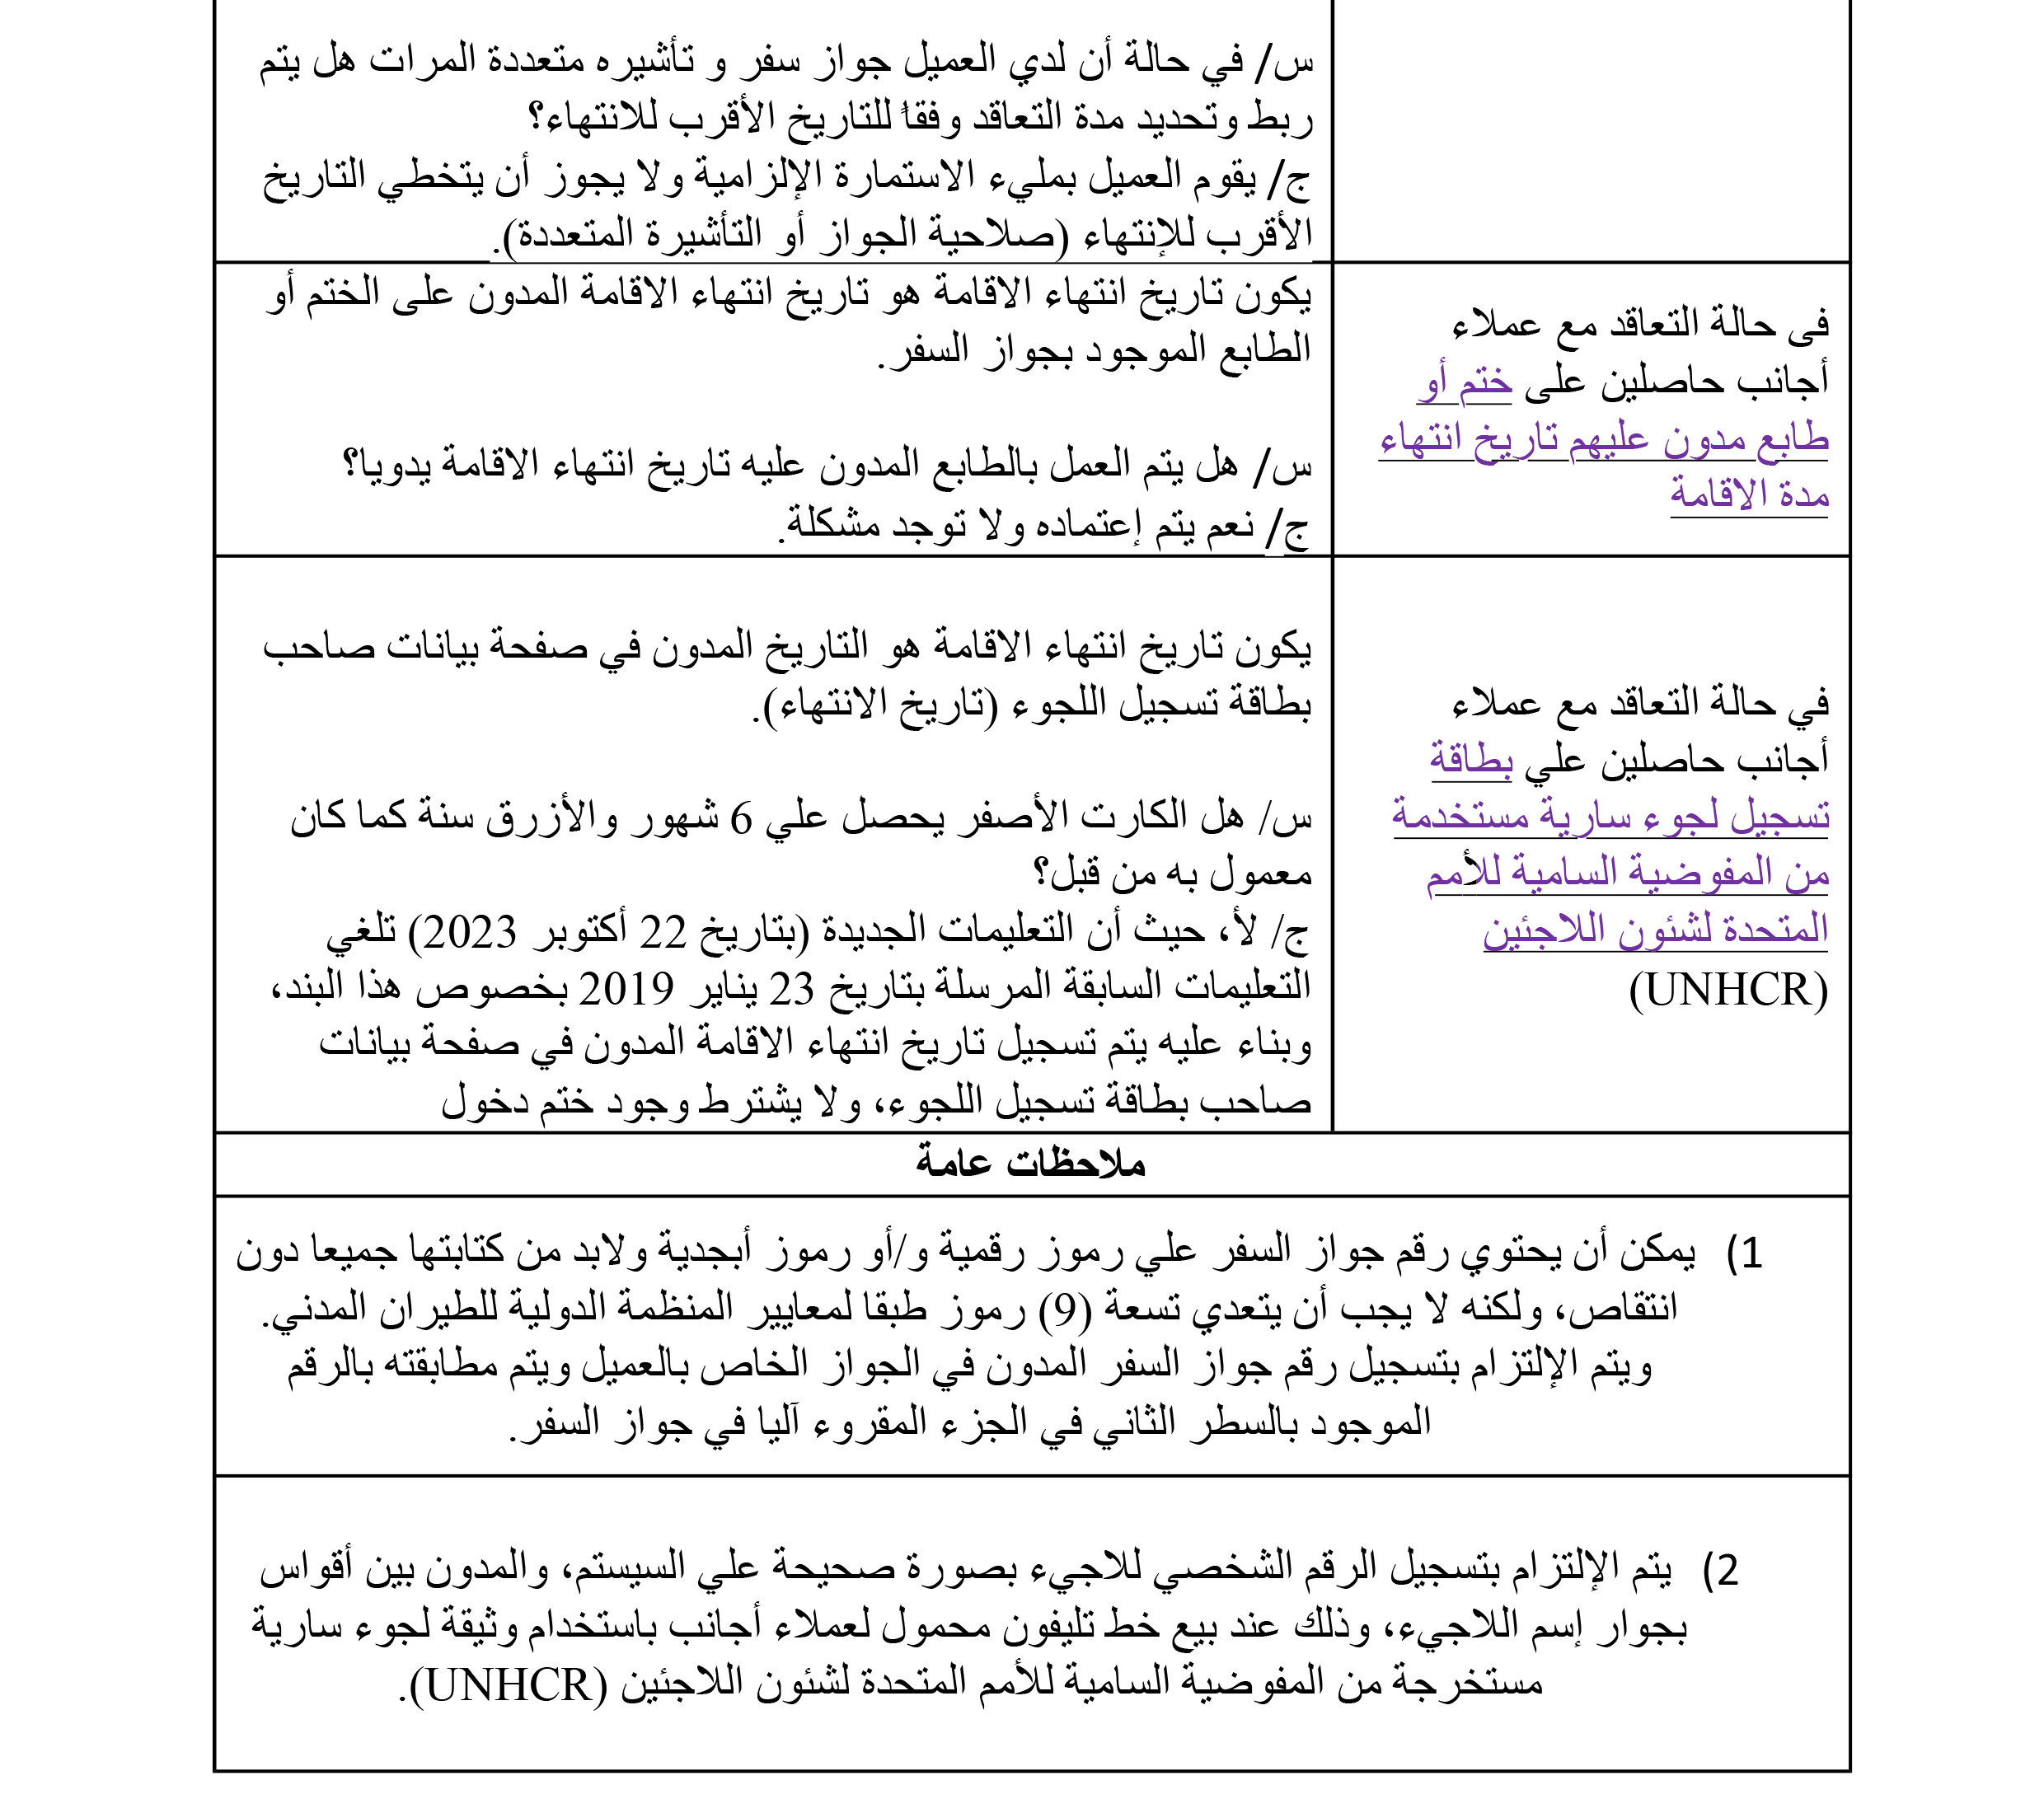 س/ في حالة أن لدي العميل جواز سفر و تأشيره متعددة المرات هل يتم
ربط وتحديد مدة التعاقد وفقاً للتاريخ الأقرب للانتهاء؟
ج/ يقوم العميل بمليء الاستمارة الإلزامية ولا يجوز أن يتخطي التاريخ
الأقرب للإنتهاء (صلاحية الجواز أو التأشيرة المتعددة).
فى حالة التعاقد مع عملاء
أجانب حاصلين على ختم أو
طابع مدون عليهم تاريخ انتهاء
مدة الاقامة
يكون تاريخ انتهاء الاقامة هو تاريخ انتهاء الاقامة المدون على الختم أو
الطابع الموجود بجواز السفر.
س/ هل يتم العمل بالطابع المدون عليه تاريخ انتهاء الاقامة يدويا؟
ج/ نعم يتم إعتماده ولا توجد مشكلة.
في حالة التعاقد مع عملاء
أجانب حاصلين علي بطاقة
تسجيل لجوء سارية مستخدمة
من المفوضية السامية للأمم
المتحدة لشئون اللاجئين
(UNHCR)
يكون تاريخ انتهاء الاقامة هو التاريخ المدون في صفحة بيانات صاحب
بطاقة تسجيل اللجوء (تاريخ الانتهاء).
س/ هل الكارت الأصفر يحصل علي 6 شهور والأزرق سنة كما كان
معمول به من قبل؟
ج/ لأ، حيث أن التعليمات الجديدة (بتاريخ 22 أكتوبر 2023) تلغي
التعليمات السابقة المرسلة بتاريخ 23 يناير 2019 بخصوص هذا البند،
وبناء عليه يتم تسجيل تاريخ انتهاء الاقامة المدون في صفحة بيانات
صاحب بطاقة تسجيل اللجوء، ولا يشترط وجود ختم دخول
ملاحظات عامة
1) يمكن أن يحتوي رقم جواز السفر علي رموز رقمية و/أو رموز أبجدية ولابد من كتابتها جميعا دون
انتقاص، ولكنه لا يجب أن يتعدي تسعة (9) رموز طبقا لمعايير المنظمة الدولية للطيران المدني.
ويتم الإلتزام بتسجيل رقم جواز السفر المدون في الجواز الخاص بالعميل ويتم مطابقته بالرقم
الموجود بالسطر الثاني في الجزء المقروء آليا في جواز السفر.
2) يتم الإلتزام بتسجيل الرقم الشخصي للاجيء بصورة صحيحة علي السيستم، والمدون بين أقواس
بجوار إسم اللاجيء، وذلك عند بيع خط تليفون محمول لعملاء أجانب باستخدام وثيقة لجوء سارية
مستخرجة من المفوضية السامية للأمم المتحدة لشئون اللاجئين (UNHCR).